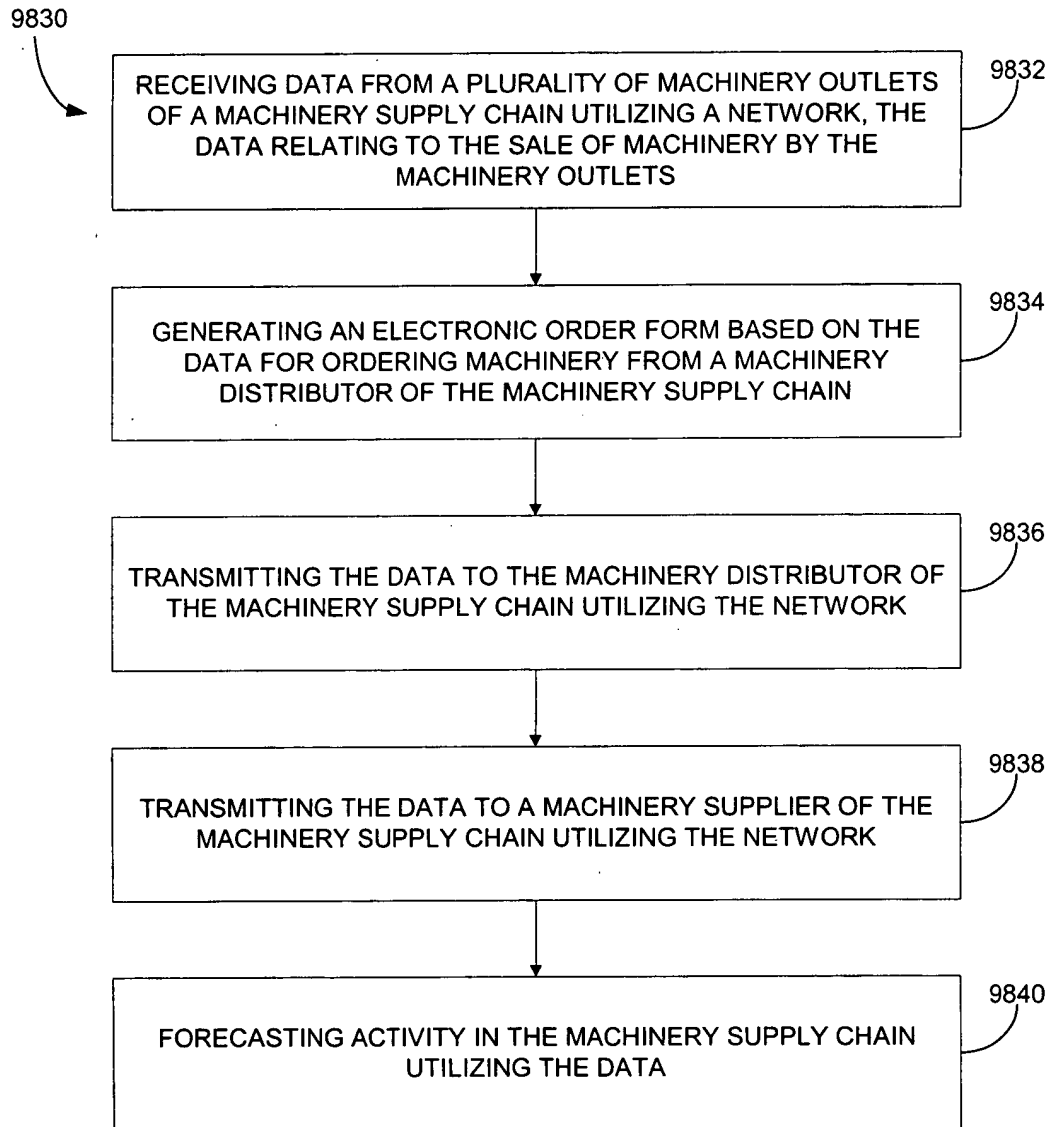 9830
RECEIVING DATA FROM A PLURALITY OF MACHINERY OUTLETS
OF A MACHINERY SUPPLY CHAIN UTILIZING A NETWORK, THE
DATA RELATING TO THE SALE OF MACHINERY BY THE
MACHINERY OUTLETS
9832
GENERATING AN ELECTRONIC ORDER FORM BASED ON THE
DATA FOR ORDERING MACHINERY FROM A MACHINERY
DISTRIBUTOR OF THE MACHINERY SUPPLY CHAIN
9834
TRANSMITTING THE DATA TO THE MACHINERY DISTRIBUTOR OF
THE MACHINERY SUPPLY CHAIN UTILIZING THE NETWORK
9836
TRANSMITTING THE DATA TO A MACHINERY SUPPLIER OF THE
MACHINERY SUPPLY CHAIN UTILIZING THE NETWORK
9838
FORECASTING ACTIVITY IN THE MACHINERY SUPPLY CHAIN
UTILIZING THE DATA
9840